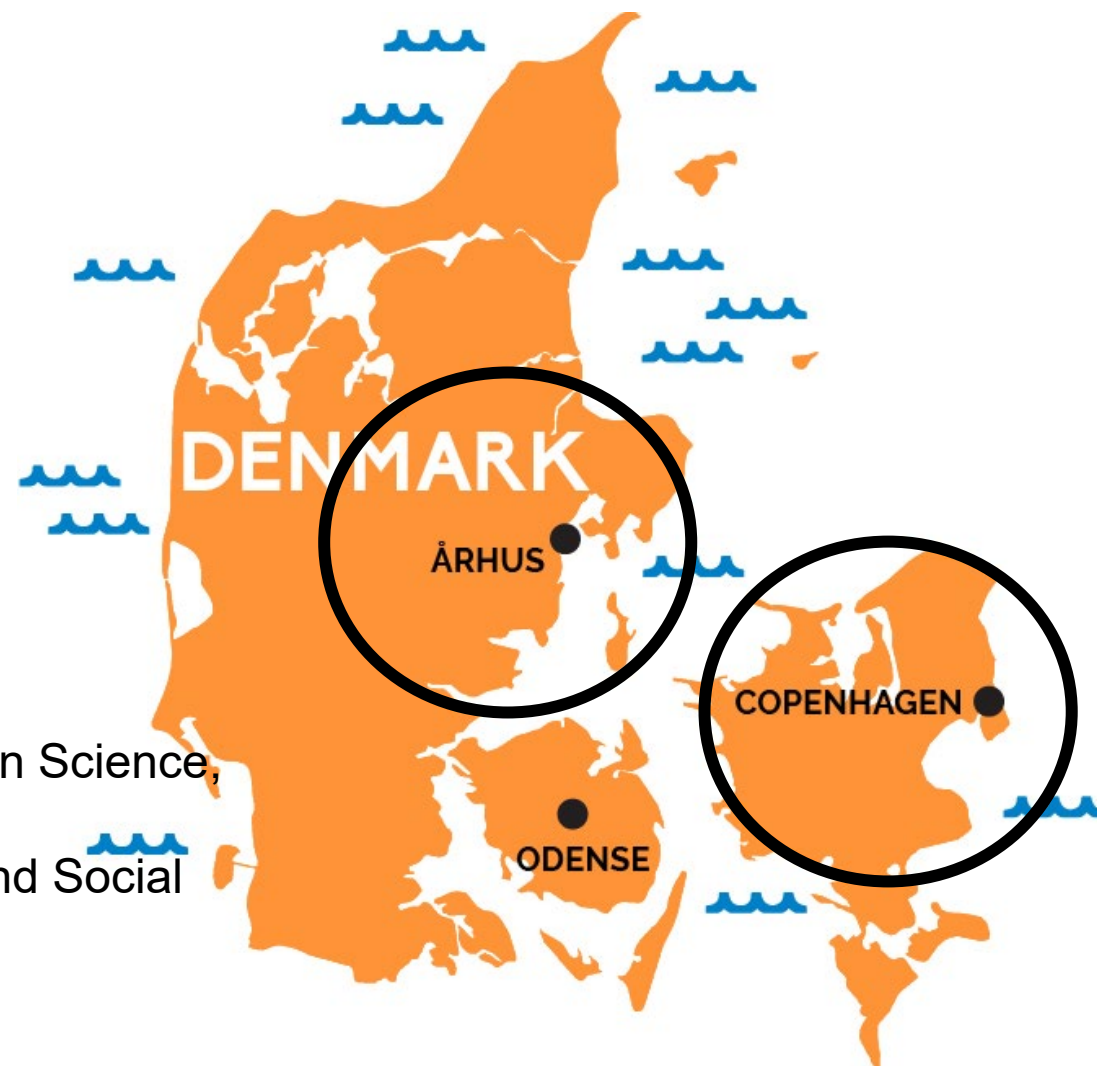 DENMARK
ÅRHUS
COPENHAGEN
n Science,
ODENSE
nd Social